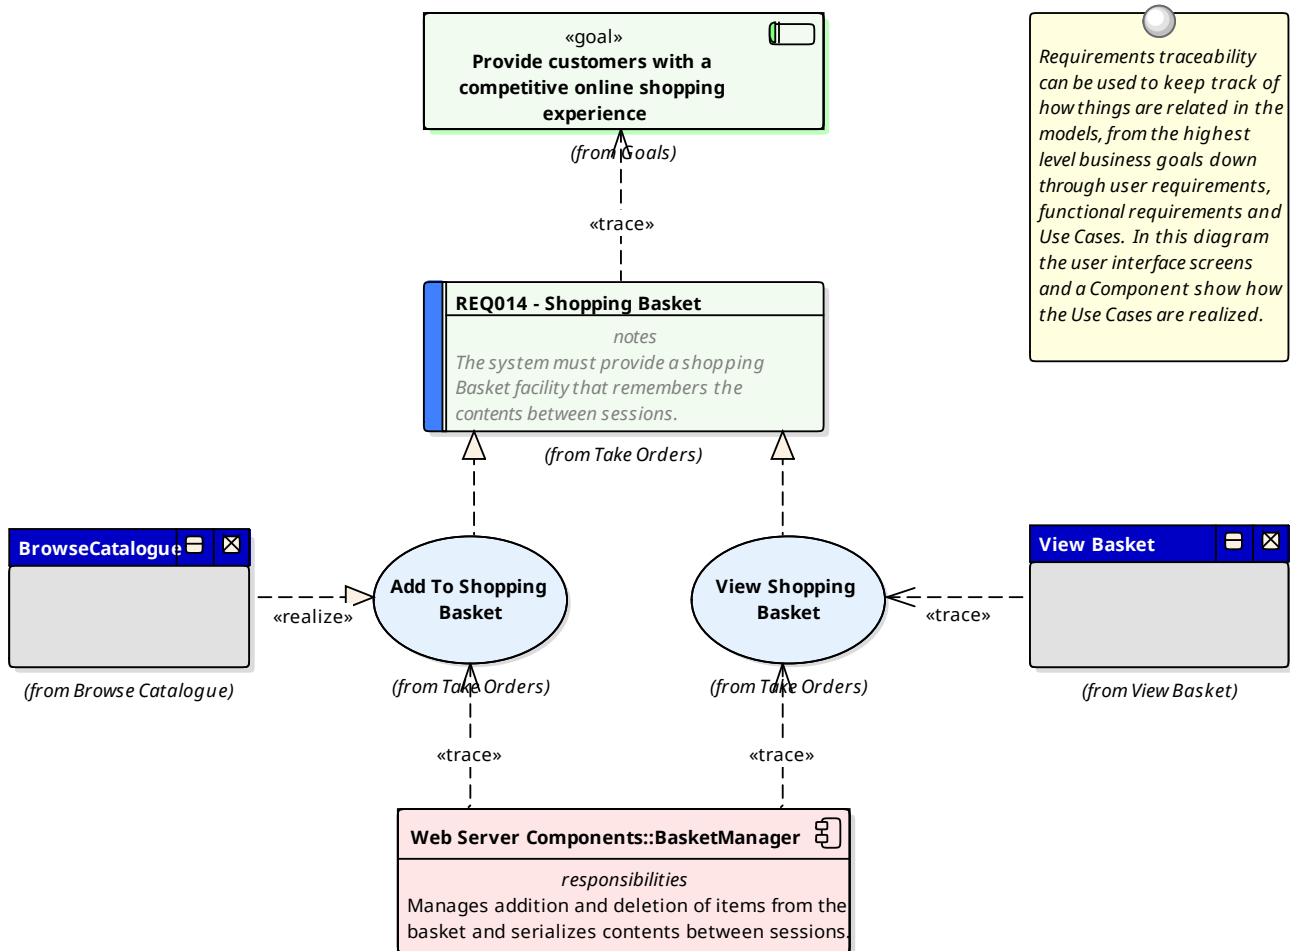 «goal»
Provide customers with a
competitive online shopping
experience
(from Goals)
«trace»
Requirements traceability
can be used to keep track of
how things are related in the
models, from the highest
level business goals down
through user requirements,
functional requirements and
Use Cases. In this diagram
the user interface screens
and a Component show how
the Use Cases are realized.
REQ014 - Shopping Basket
notes
The system must provide a shopping
Basket facility that remembers the
contents between sessions.
(from Take Orders)
BrowseCatalogue
(from Browse Catalogue)
«realize»
Add To Shopping
Basket
(from Take Orders)
View Shopping
Basket
(from Take Orders)
«trace»
View Basket
(from View Basket)
«trace»
«trace»
Web Server Components::BasketManager
responsibilities
Manages addition and deletion of items from the
basket and serializes contents between sessions.